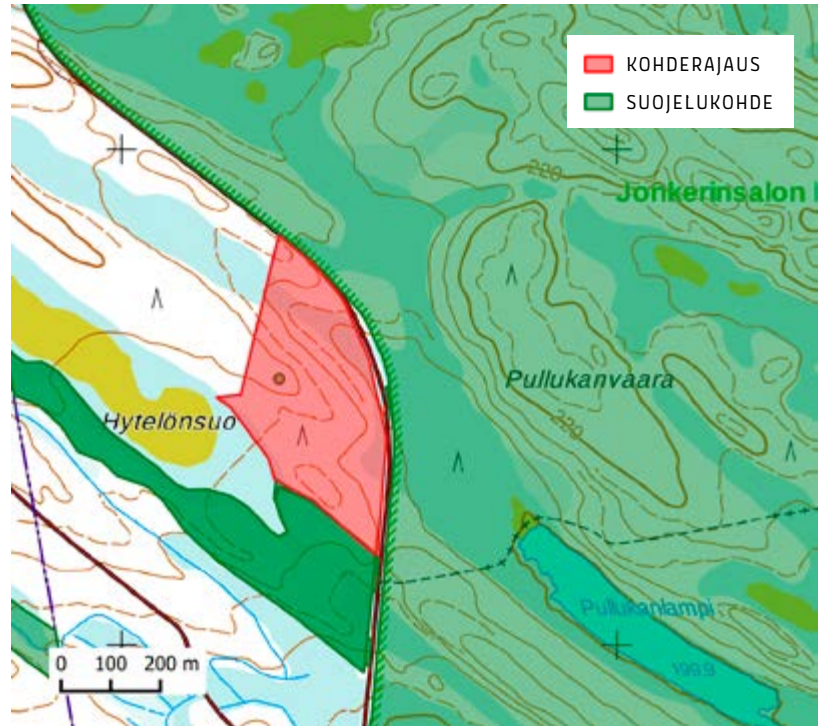 KOHDERAJAUS
SUOJELUKOHDE
220
Jonkerinsalon
Pullukanvaara
Hytelönsuo
220
Pullukanlampi
199.9
0 100 200 m